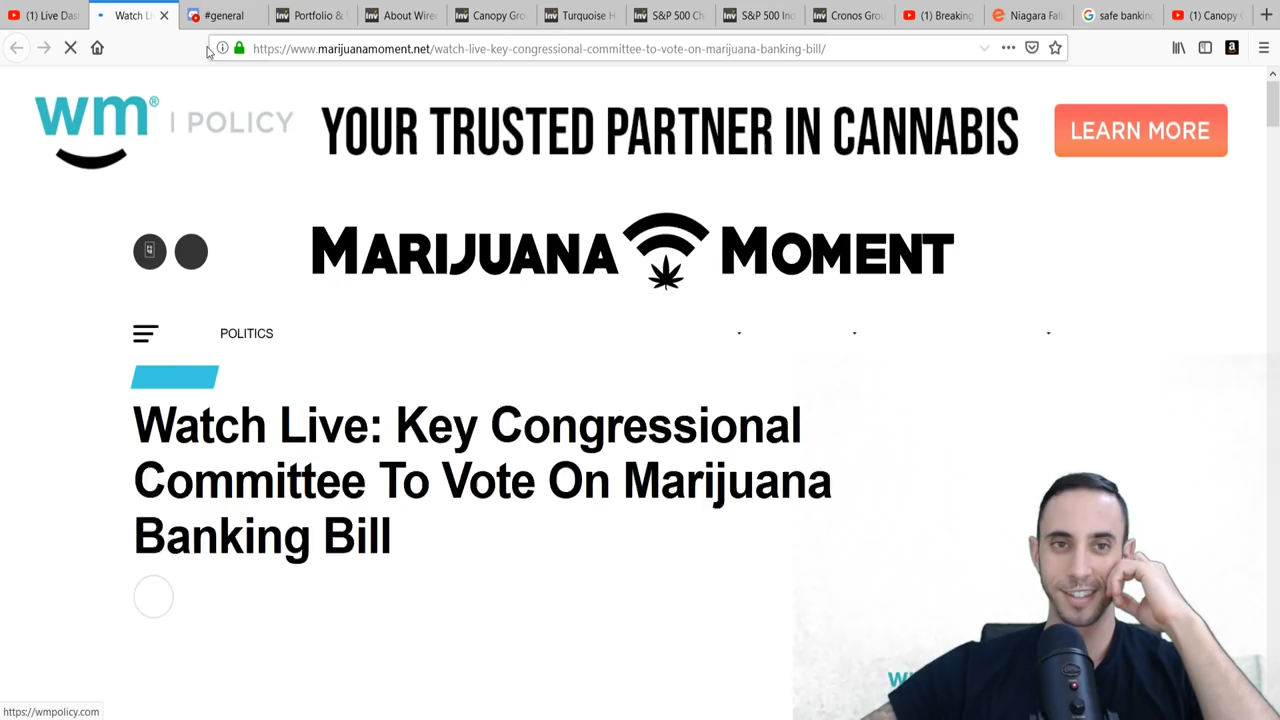 (1) Live Das
Watch Li
#general
Portfolio &
About Wire
Canopy Gro
Turquoise H
S&P 500 Ch
S&P 500 Ind
Cronos Grou
(1) Breaking
Niagara Fal
safe bankin
(1) Canopy
https://www.marijuanamoment.net/watch-live-key-congressional-committee-to-vote-on-marijuana-banking-bill/
wm® | POLICY
YOUR TRUSTED PARTNER IN CANNABIS
LEARN MORE
MARIJUANA MOMENT
POLITICS
Watch Live: Key Congressional
Committee To Vote On Marijuana
Banking Bill
https://wmpolicy.com